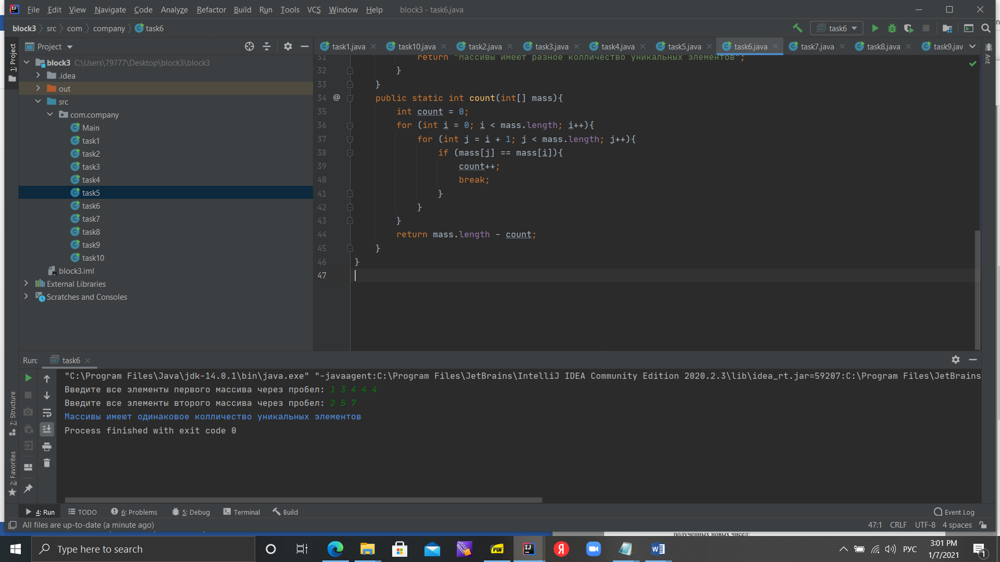 File Edit View Navigate Code Analyze Refactor Build Run Tools VCS Window Help block3 - task6.java
block3 src com company task6
task6
1: Project
Project
task1.java task10.java task2.java task3.java task4.java task5.java task6.java task7.java task8.java task9.jav
Ant
block3 C:\Users\79777\Desktop\block3\block3
.idea
out
src
com.company
Main
task1
task2
task3
task4
task5
task6
task7
task8
task9
task10
block3.iml
External Libraries
Scratches and Consoles
31 return "Массивы имеют разное колличество уникальных элементов";
32 }
33 }
34 @ public static int count(int[] mass){
35 int count = 0;
36 for (int i = 0; i < mass.length; i++){
37 for (int j = i + 1; j < mass.length; j++){
38 if (mass[j] == mass[i]){
39 count++;
40 break;
41 }
42 }
43 }
44 return mass.length - count;
45 }
46 }
47
Run: task6
"C:\Program Files\Java\jdk-14.0.1\bin\java.exe" "-javaagent:C:\Program Files\JetBrains\IntelliJ IDEA Community Edition 2020.2.3\lib\idea_rt.jar=59207:C:\Program Files\JetBrains
Введите все элементы первого массива через пробел: 1 3 4 4 4
Введите все элементы второго массива через пробел: 2 5 7
Массивы имеют одинаковое колличество уникальных элементов
Process finished with exit code 0
7: Structure
2: Favorites
4: Run TODO 6: Problems 5: Debug Terminal Build Event Log
All files are up-to-date (a minute ago) 47:1 CRLF UTF-8 4 spaces
полученных новых чисел:
Type here to search
PDF
IJ
Я
W
РУС
3:01 PM
1/7/2021
1